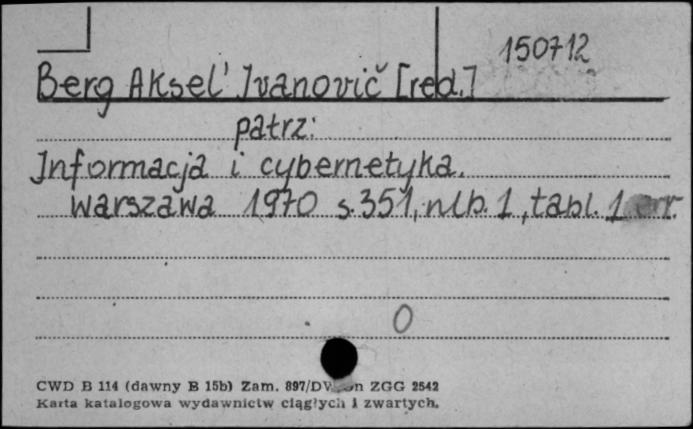 150712
Berg Aksel' Ivanovič [red.]
patrz:
Informacja i cybernetyka.
Warszawa 1970 s.351, nlb.1, tabl. 1
0
CWD B 114 (dawny B 15b) Zam. 897/ ZGG 2542
Karta katalogowa wydawnictw ciągłych i zwartych.